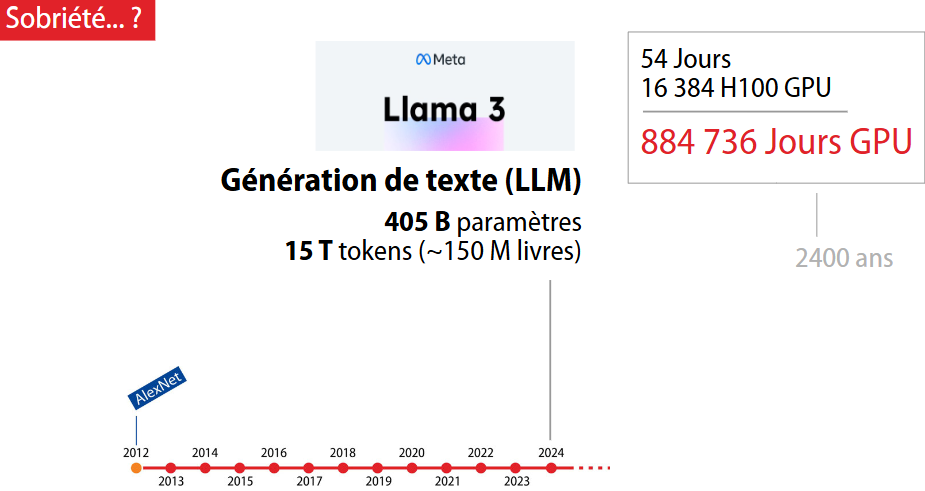 Sobriété... ?
Meta
Llama 3
Génération de texte (LLM)
405 B paramètres
15 T tokens (~150 M livres)
54 Jours
16 384 H100 GPU
884 736 Jours GPU
2400 ans
AlexNet
2012 2014 2016 2018 2020 2022 2024
2013 2015 2017 2019 2021 2023